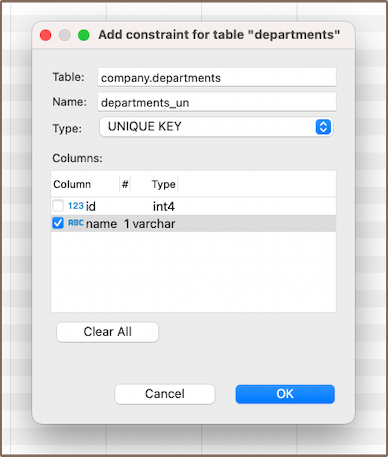 Add constraint for table "departments"
Table: company.departments
Name: departments_un
Type: UNIQUE KEY
Columns:
Column # Type
123 id int4
ABC name 1 varchar
Clear All
Cancel OK